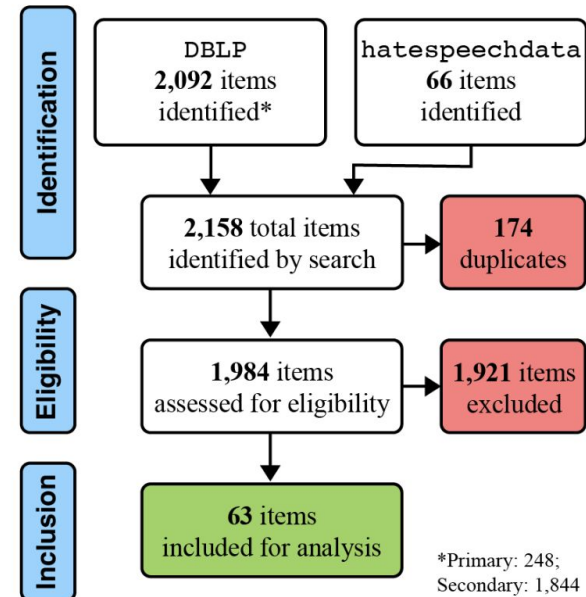 Identification
DBLP
2,092 items
identified*
hatespeechdata
66 items
identified
2,158 total items
identified by search
174
duplicates
Eligibility
1,984 items
assessed for eligibility
1,921 items
excluded
Inclusion
63 items
included for analysis
*Primary: 248;
Secondary: 1,844